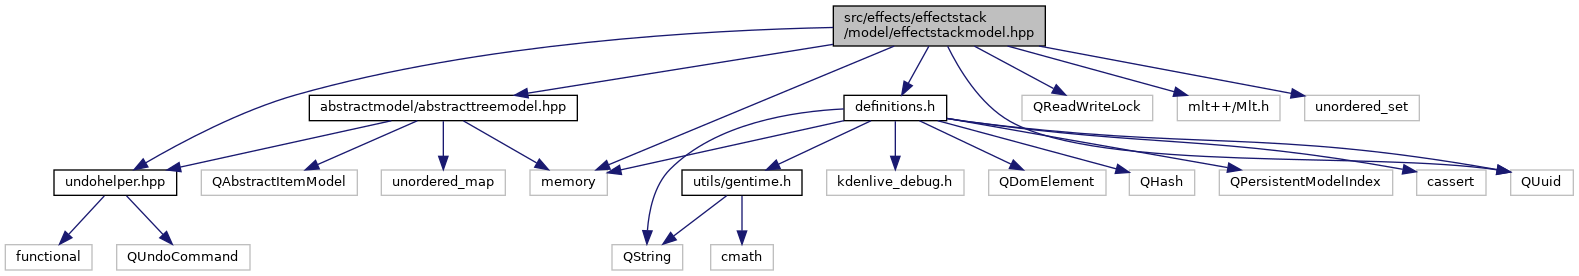 src/effects/effectstack
/model/effectstackmodel.hpp
abstractmodel/abstracttreemodel.hpp
definitions.h
QReadWriteLock
mlt++/Mlt.h
unordered_set
undohelper.hpp
QAbstractItemModel
unordered_map
memory
utils/gentime.h
kdenlive_debug.h
QDomElement
QHash
QPersistentModelIndex
cassert
QUuid
functional
QUndoCommand
QString
cmath